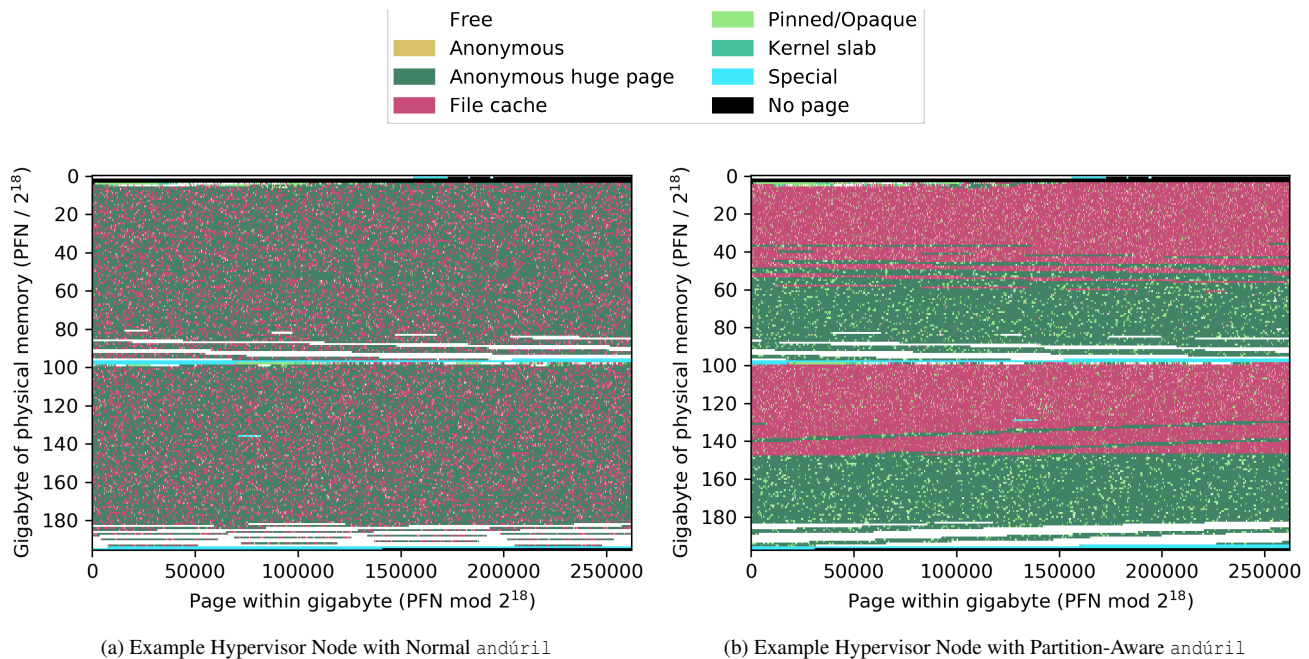 Free
Anonymous
Anonymous huge page
File cache
Pinned/Opaque
Kernel slab
Special
No page
Gigabyte of physical memory (PFN / 2¹⁸)
0
20
40
60
80
100
120
140
160
180
0 50000 100000 150000 200000 250000
Page within gigabyte (PFN mod 2¹⁸)
(a) Example Hypervisor Node with Normal andúril
Gigabyte of physical memory (PFN / 2¹⁸)
0
20
40
60
80
100
120
140
160
180
0 50000 100000 150000 200000 250000
Page within gigabyte (PFN mod 2¹⁸)
(b) Example Hypervisor Node with Partition-Aware andúril